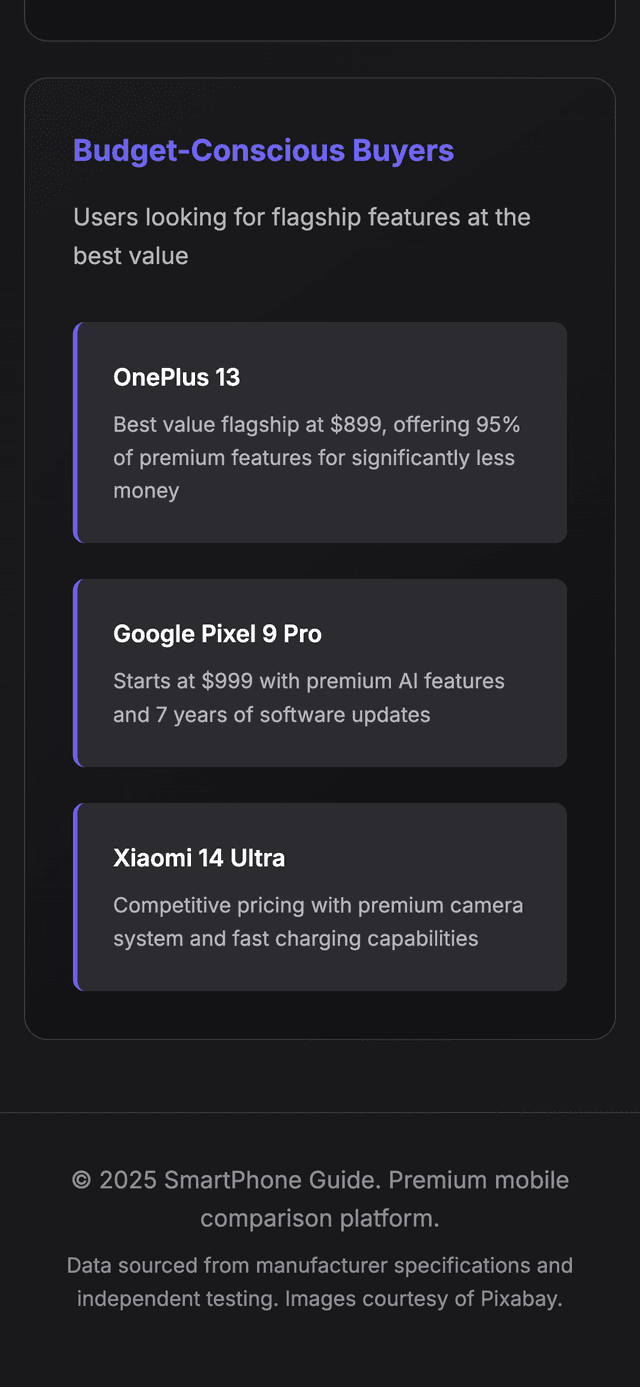 Budget-Conscious Buyers
Users looking for flagship features at the
best value
OnePlus 13
Best value flagship at $899, offering 95%
of premium features for significantly less
money
Google Pixel 9 Pro
Starts at $999 with premium AI features
and 7 years of software updates
Xiaomi 14 Ultra
Competitive pricing with premium camera
system and fast charging capabilities
© 2025 SmartPhone Guide. Premium mobile
comparison platform.
Data sourced from manufacturer specifications and
independent testing. Images courtesy of Pixabay.